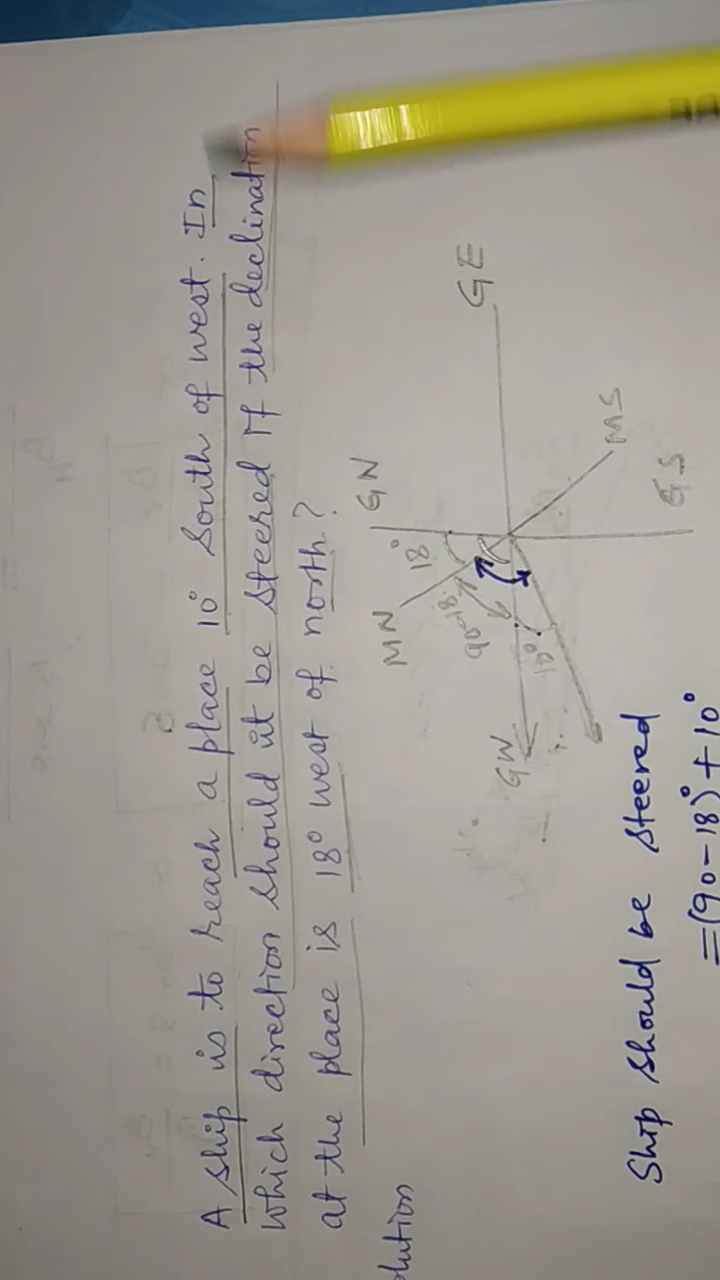 A ship is to reach a place 10° South of west. In
which direction should it be steered If the declination
at the place is 18° west of north?
olution
GN
MN
18°
90-18
GW
10°
GE
MS
GS
Ship should be steered
=(90-18)°+10°